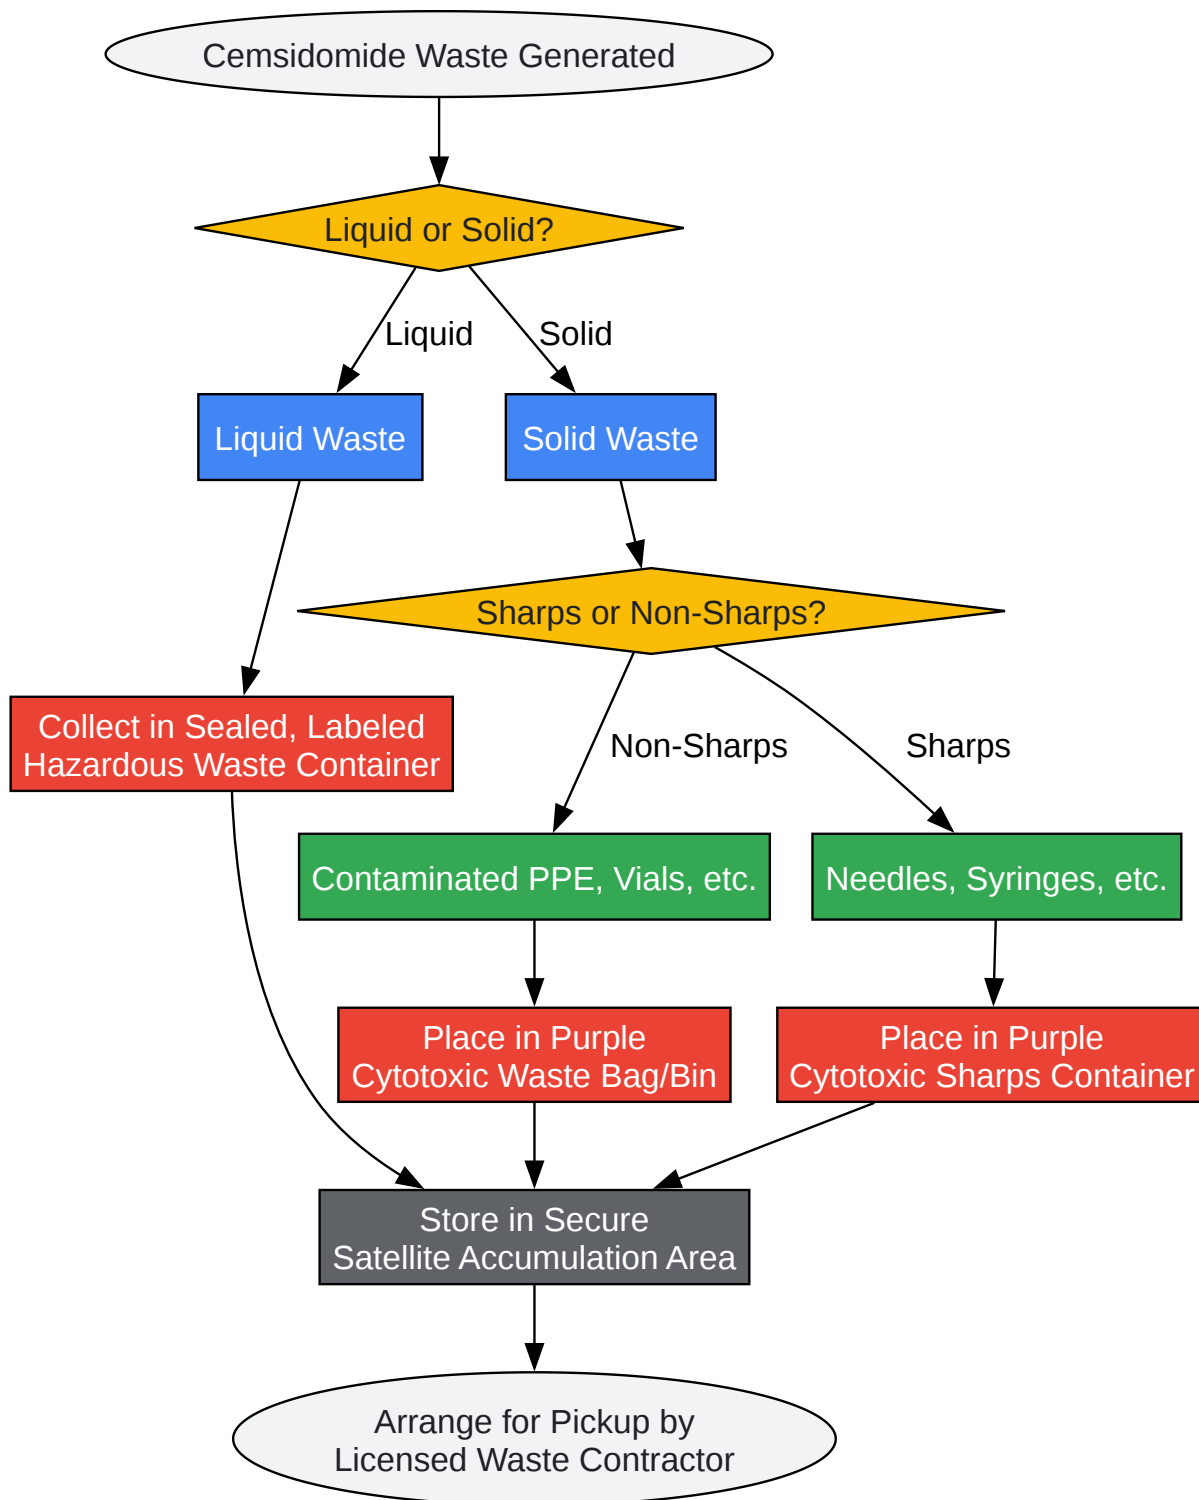 Cemsidomide Waste Generated
Liquid or Solid?
Liquid
Solid
Liquid Waste
Solid Waste
Sharps or Non-Sharps?
Collect in Sealed, Labeled
Hazardous Waste Container
Non-Sharps
Sharps
Contaminated PPE, Vials, etc.
Needles, Syringes, etc.
Place in Purple
Cytotoxic Waste Bag/Bin
Place in Purple
Cytotoxic Sharps Container
Store in Secure
Satellite Accumulation Area
Arrange for Pickup by
Licensed Waste Contractor